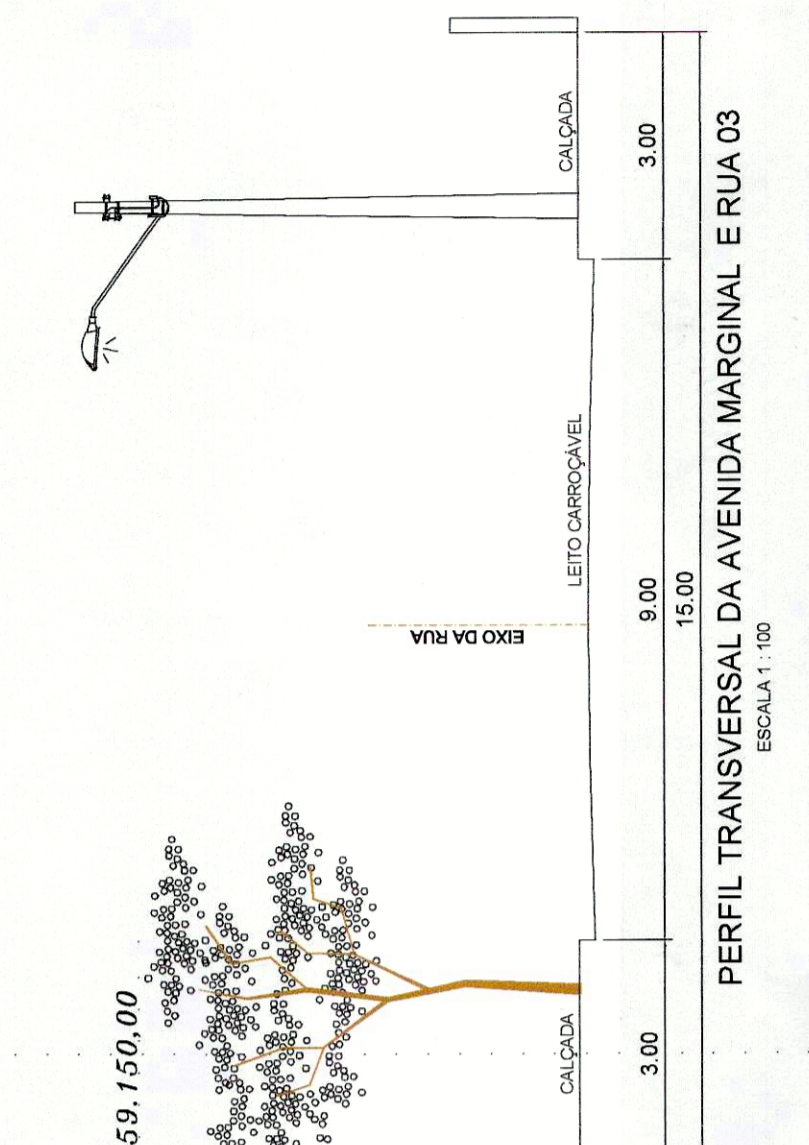 CALÇADA
LEITO CARROÇÁVEL
CALÇADA
EIXO DA RUA
3.00
9.00
3.00
15.00
PERFIL TRANSVERSAL DA AVENIDA MARGINAL E RUA 03
ESCALA 1 : 100
59.150,00